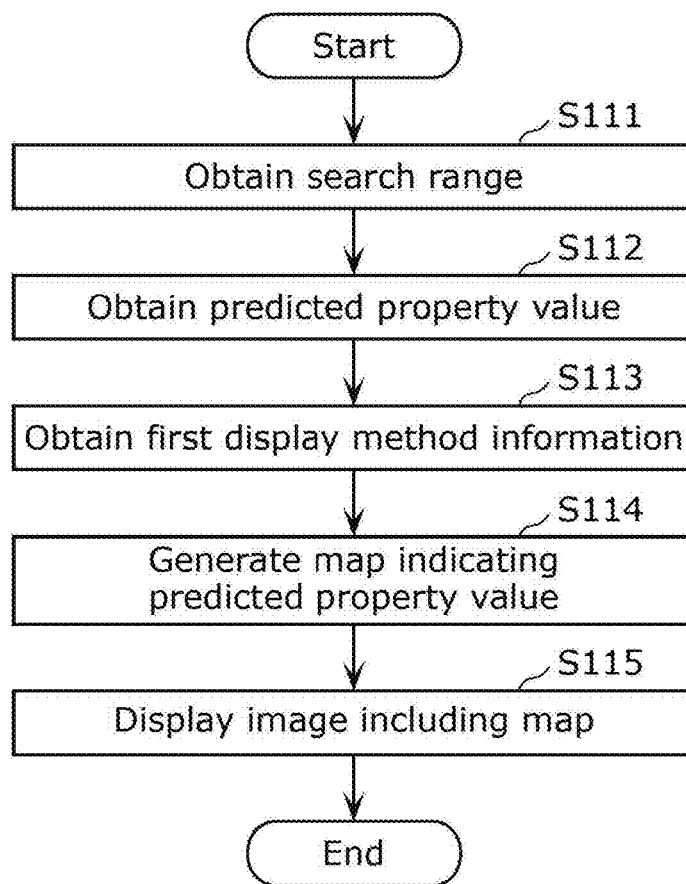 Start
S111
Obtain search range
S112
Obtain predicted property value
S113
Obtain first display method information
S114
Generate map indicating
predicted property value
S115
Display image including map
End